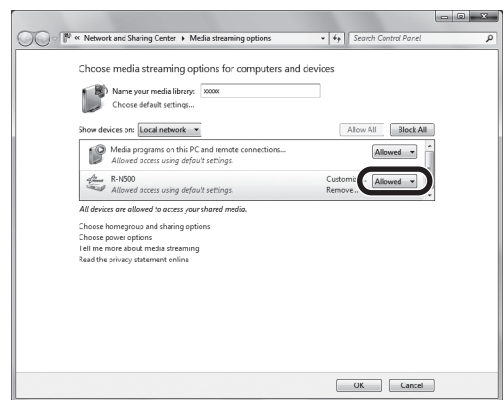 « Network and Sharing Center ▸ Media streaming options
Search Control Panel
Choose media streaming options for computers and devices
Name your media library: xxxxx
Choose default settings...
Show devices on: Local network
Allow All Block All
Media programs on this PC and remote connections...
Allowed access using default settings.
Allowed
R-N500
Allowed access using default settings.
Remove...
Allowed
All devices are allowed to access your shared media.
Choose homegroup and sharing options
Choose power options
Tell me more about media streaming
Read the privacy statement online
OK Cancel